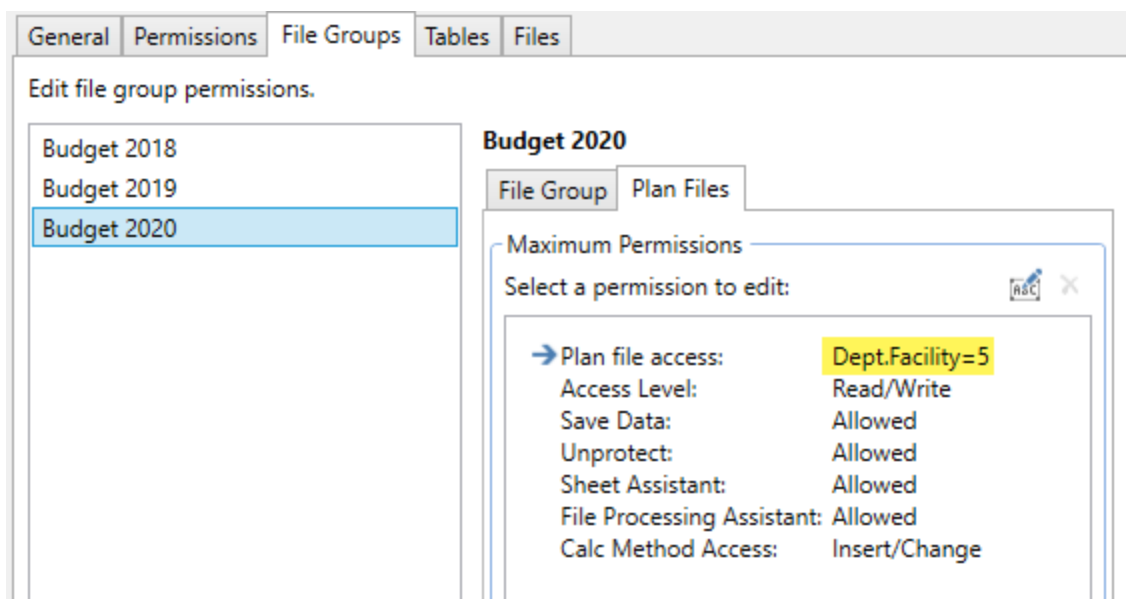 General Permissions File Groups Tables Files
Edit file group permissions.
Budget 2018
Budget 2019
Budget 2020
Budget 2020
File Group Plan Files
Maximum Permissions
Select a permission to edit:
ABC
Plan file access: Dept.Facility=5
Access Level: Read/Write
Save Data: Allowed
Unprotect: Allowed
Sheet Assistant: Allowed
File Processing Assistant: Allowed
Calc Method Access: Insert/Change